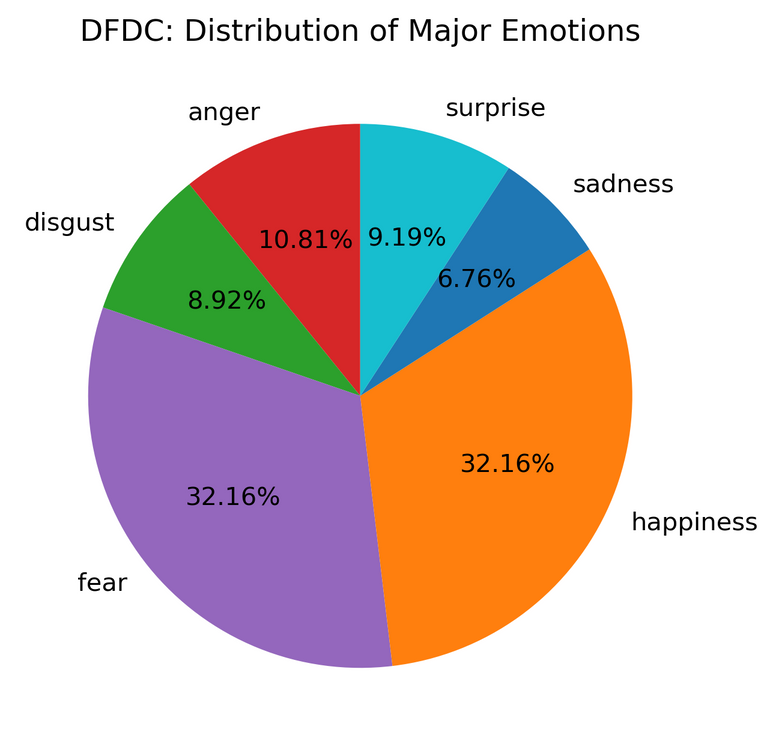 DFDC: Distribution of Major Emotions
anger
surprise
sadness
disgust
10.81%
9.19%
6.76%
8.92%
32.16%
32.16%
happiness
fear